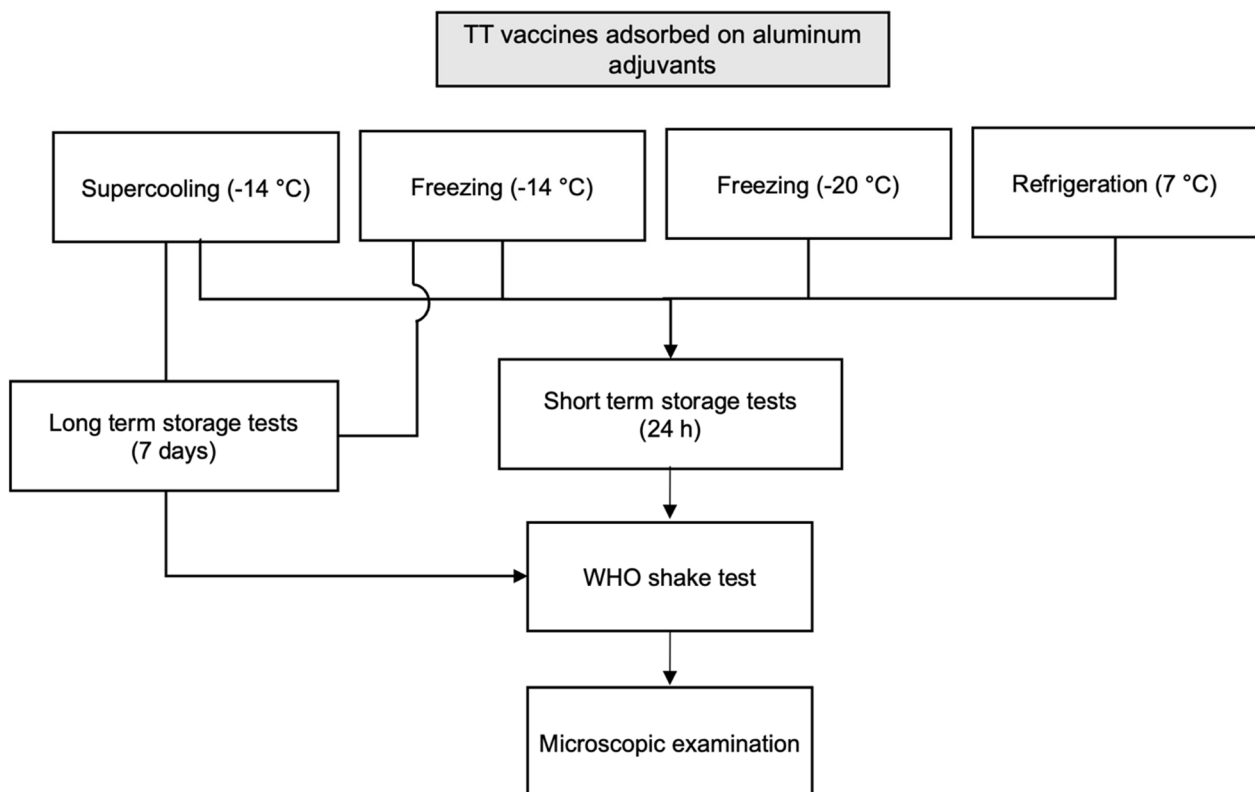 TT vaccines adsorbed on aluminum
adjuvants
Supercooling (-14 °C)
Freezing (-14 °C)
Freezing (-20 °C)
Refrigeration (7 °C)
Long term storage tests
(7 days)
Short term storage tests
(24 h)
WHO shake test
Microscopic examination